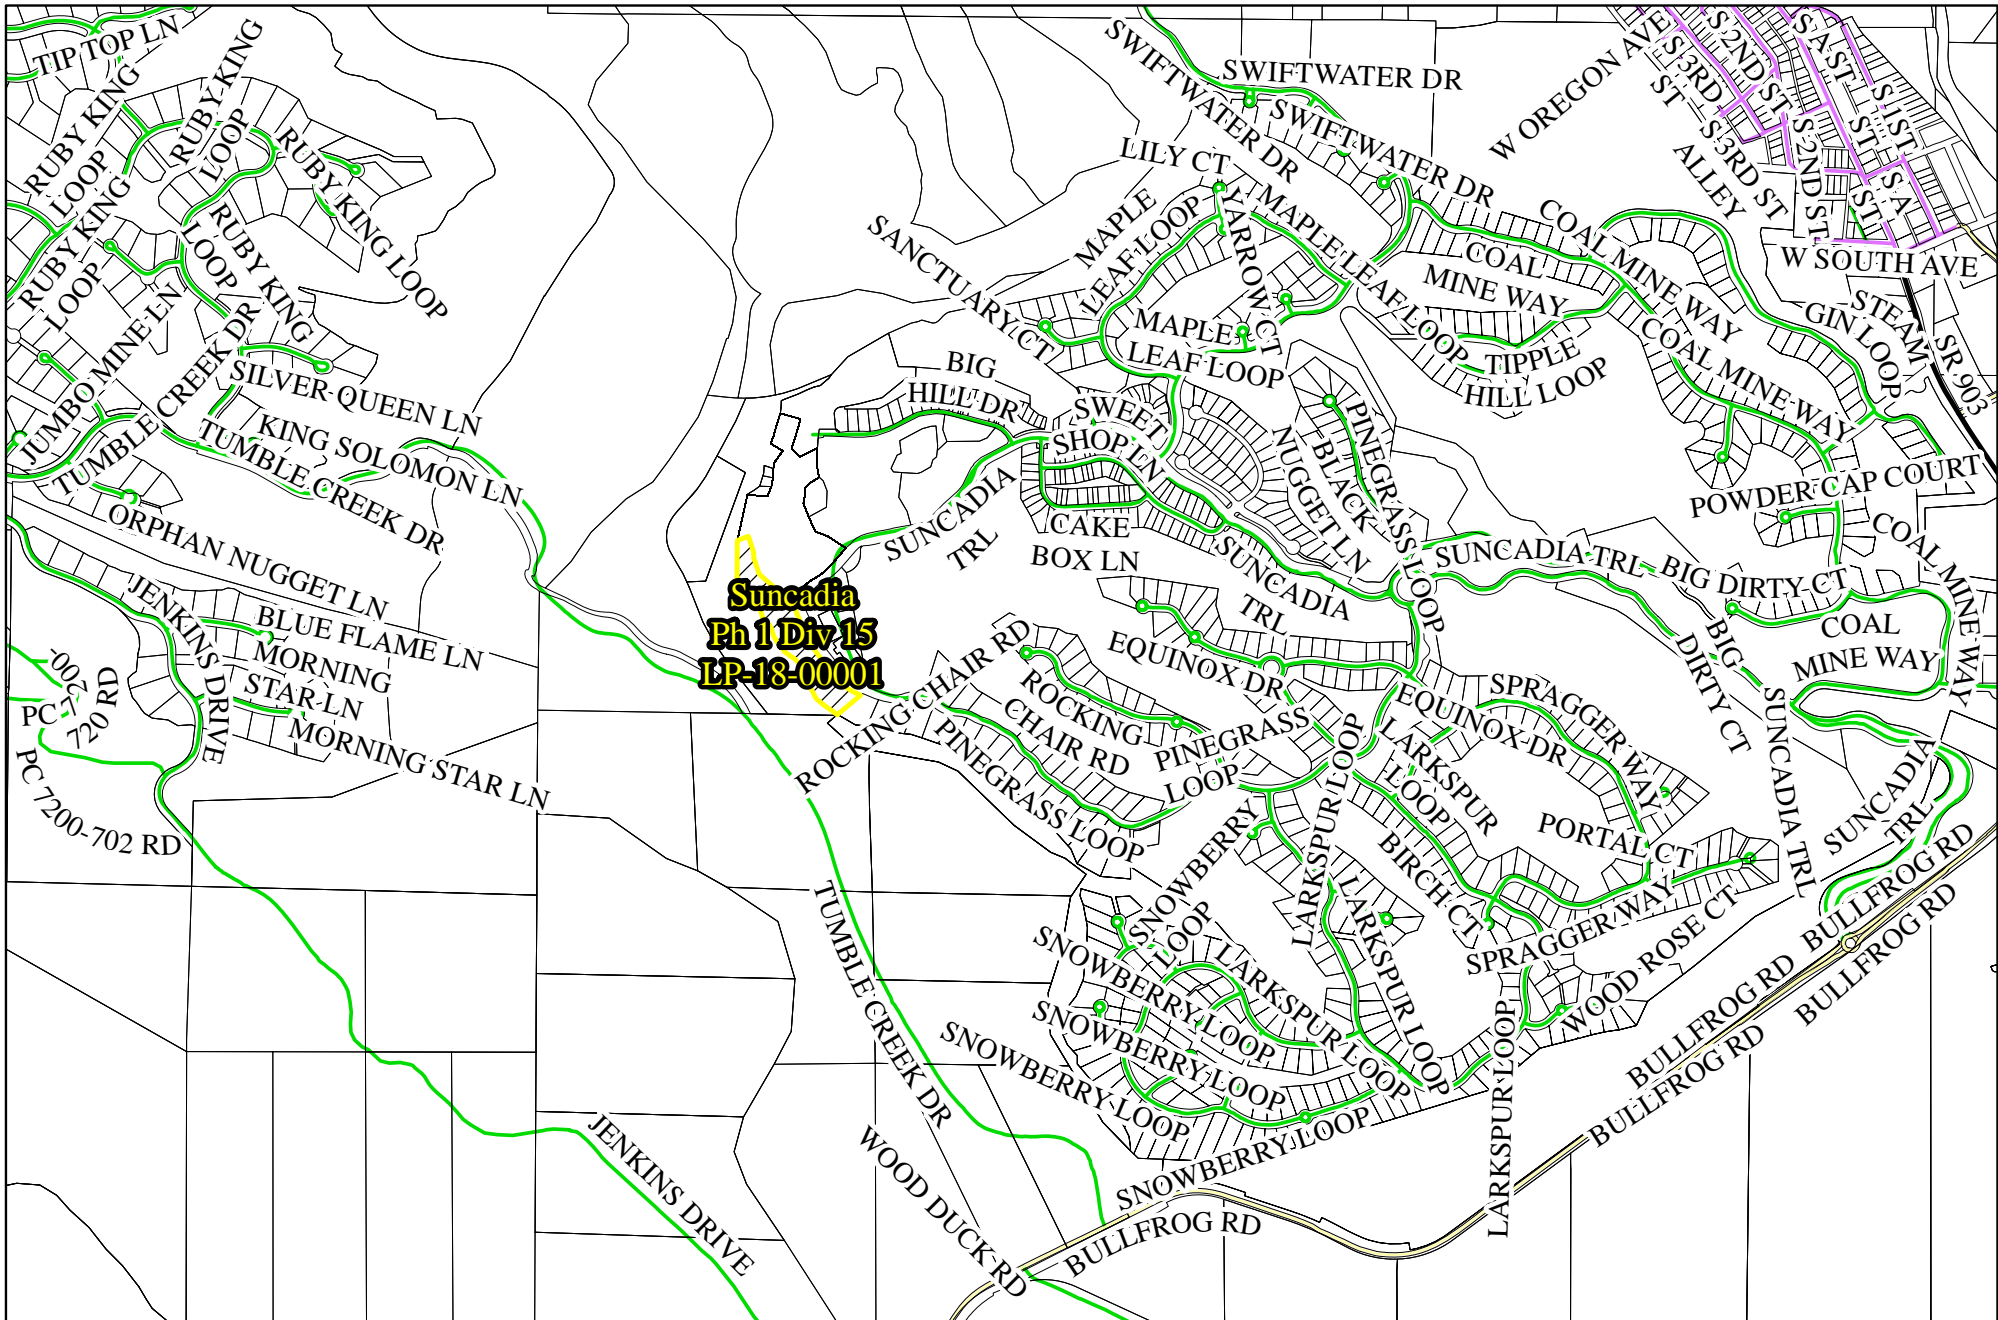 TIP TOP LN
RUBY KING
LOOP
RUBY KING
LOOP
RUBY KING LOOP
RUBY KING
LOOP
RUBY KING
LOOP
JUMBO MINE LN
TUMBLE CREEK DR
SILVER QUEEN LN
KING SOLOMON LN
TUMBLE CREEK DR
ORPHAN NUGGET LN
JENKINS DRIVE
BLUE FLAME LN
MORNING
STAR LN
MORNING STAR LN
PC 7200-
720 RD
PC 7200-702 RD
JENKINS DRIVE
Suncadia
Ph 1 Div 15
LP-18-00001
SWIFTWATER DR
SWIFTWATER DR
SWIFTWATER DR
W OREGON AVE
S 3RD
ST
S 2ND ST
S A ST
S 1ST
ST
S 3RD ST
ALLEY
S 2ND ST
S A
ST
W SOUTH AVE
SR 903
LILY CT
MAPLE
LEAF LOOP
YARROW CT
MAPLE LEAF LOOP
MAPLE
LEAF LOOP
SANCTUARY CT
COAL
MINE WAY
COAL MINE WAY
COAL MINE WAY
STEAM
GIN LOOP
TIPPLE
HILL LOOP
BIG
HILL DR
SWEET
SHOP LN
CAKE
BOX LN
SUNCADIA
TRL
SUNCADIA
TRL
BLACK
NUGGET LN
PINEGRASS LOOP
SUNCADIA TRL
POWDER CAP COURT
BIG DIRTY CT
COAL MINE WAY
COAL
MINE WAY
BIG
DIRTY CT
SUNCADIA TRL
SUNCADIA
TRL
EQUINOX DR
EQUINOX DR
ROCKING CHAIR RD
ROCKING
CHAIR RD
PINEGRASS
LOOP
PINEGRASS LOOP
SPRAGGER WAY
LARKSPUR
LOOP
LARKSPUR LOOP
PORTAL CT
BIRCH CT
SPRAGGER WAY
WOOD ROSE CT
SNOWBERRY
LOOP
LARKSPUR LOOP
LARKSPUR LOOP
SNOWBERRY LOOP
SNOWBERRY LOOP
SNOWBERRY LOOP
SNOWBERRY LOOP
LARKSPUR LOOP
TUMBLE CREEK DR
WOOD DUCK RD
BULLFROG RD
BULLFROG RD
BULLFROG RD
BULLFROG RD
BULLFROG RD